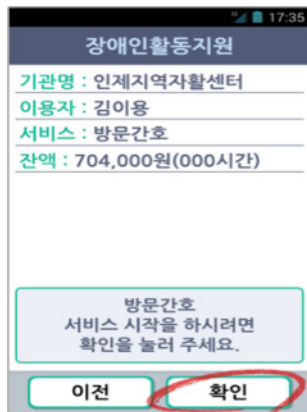 17:35
장애인활동지원
기관명 : 인제지역자활센터
이용자 : 김이용
서비스 : 방문간호
잔액 : 704,000원(000시간)
방문간호
서비스 시작을 하시려면
확인을 눌러 주세요.
이전
확인